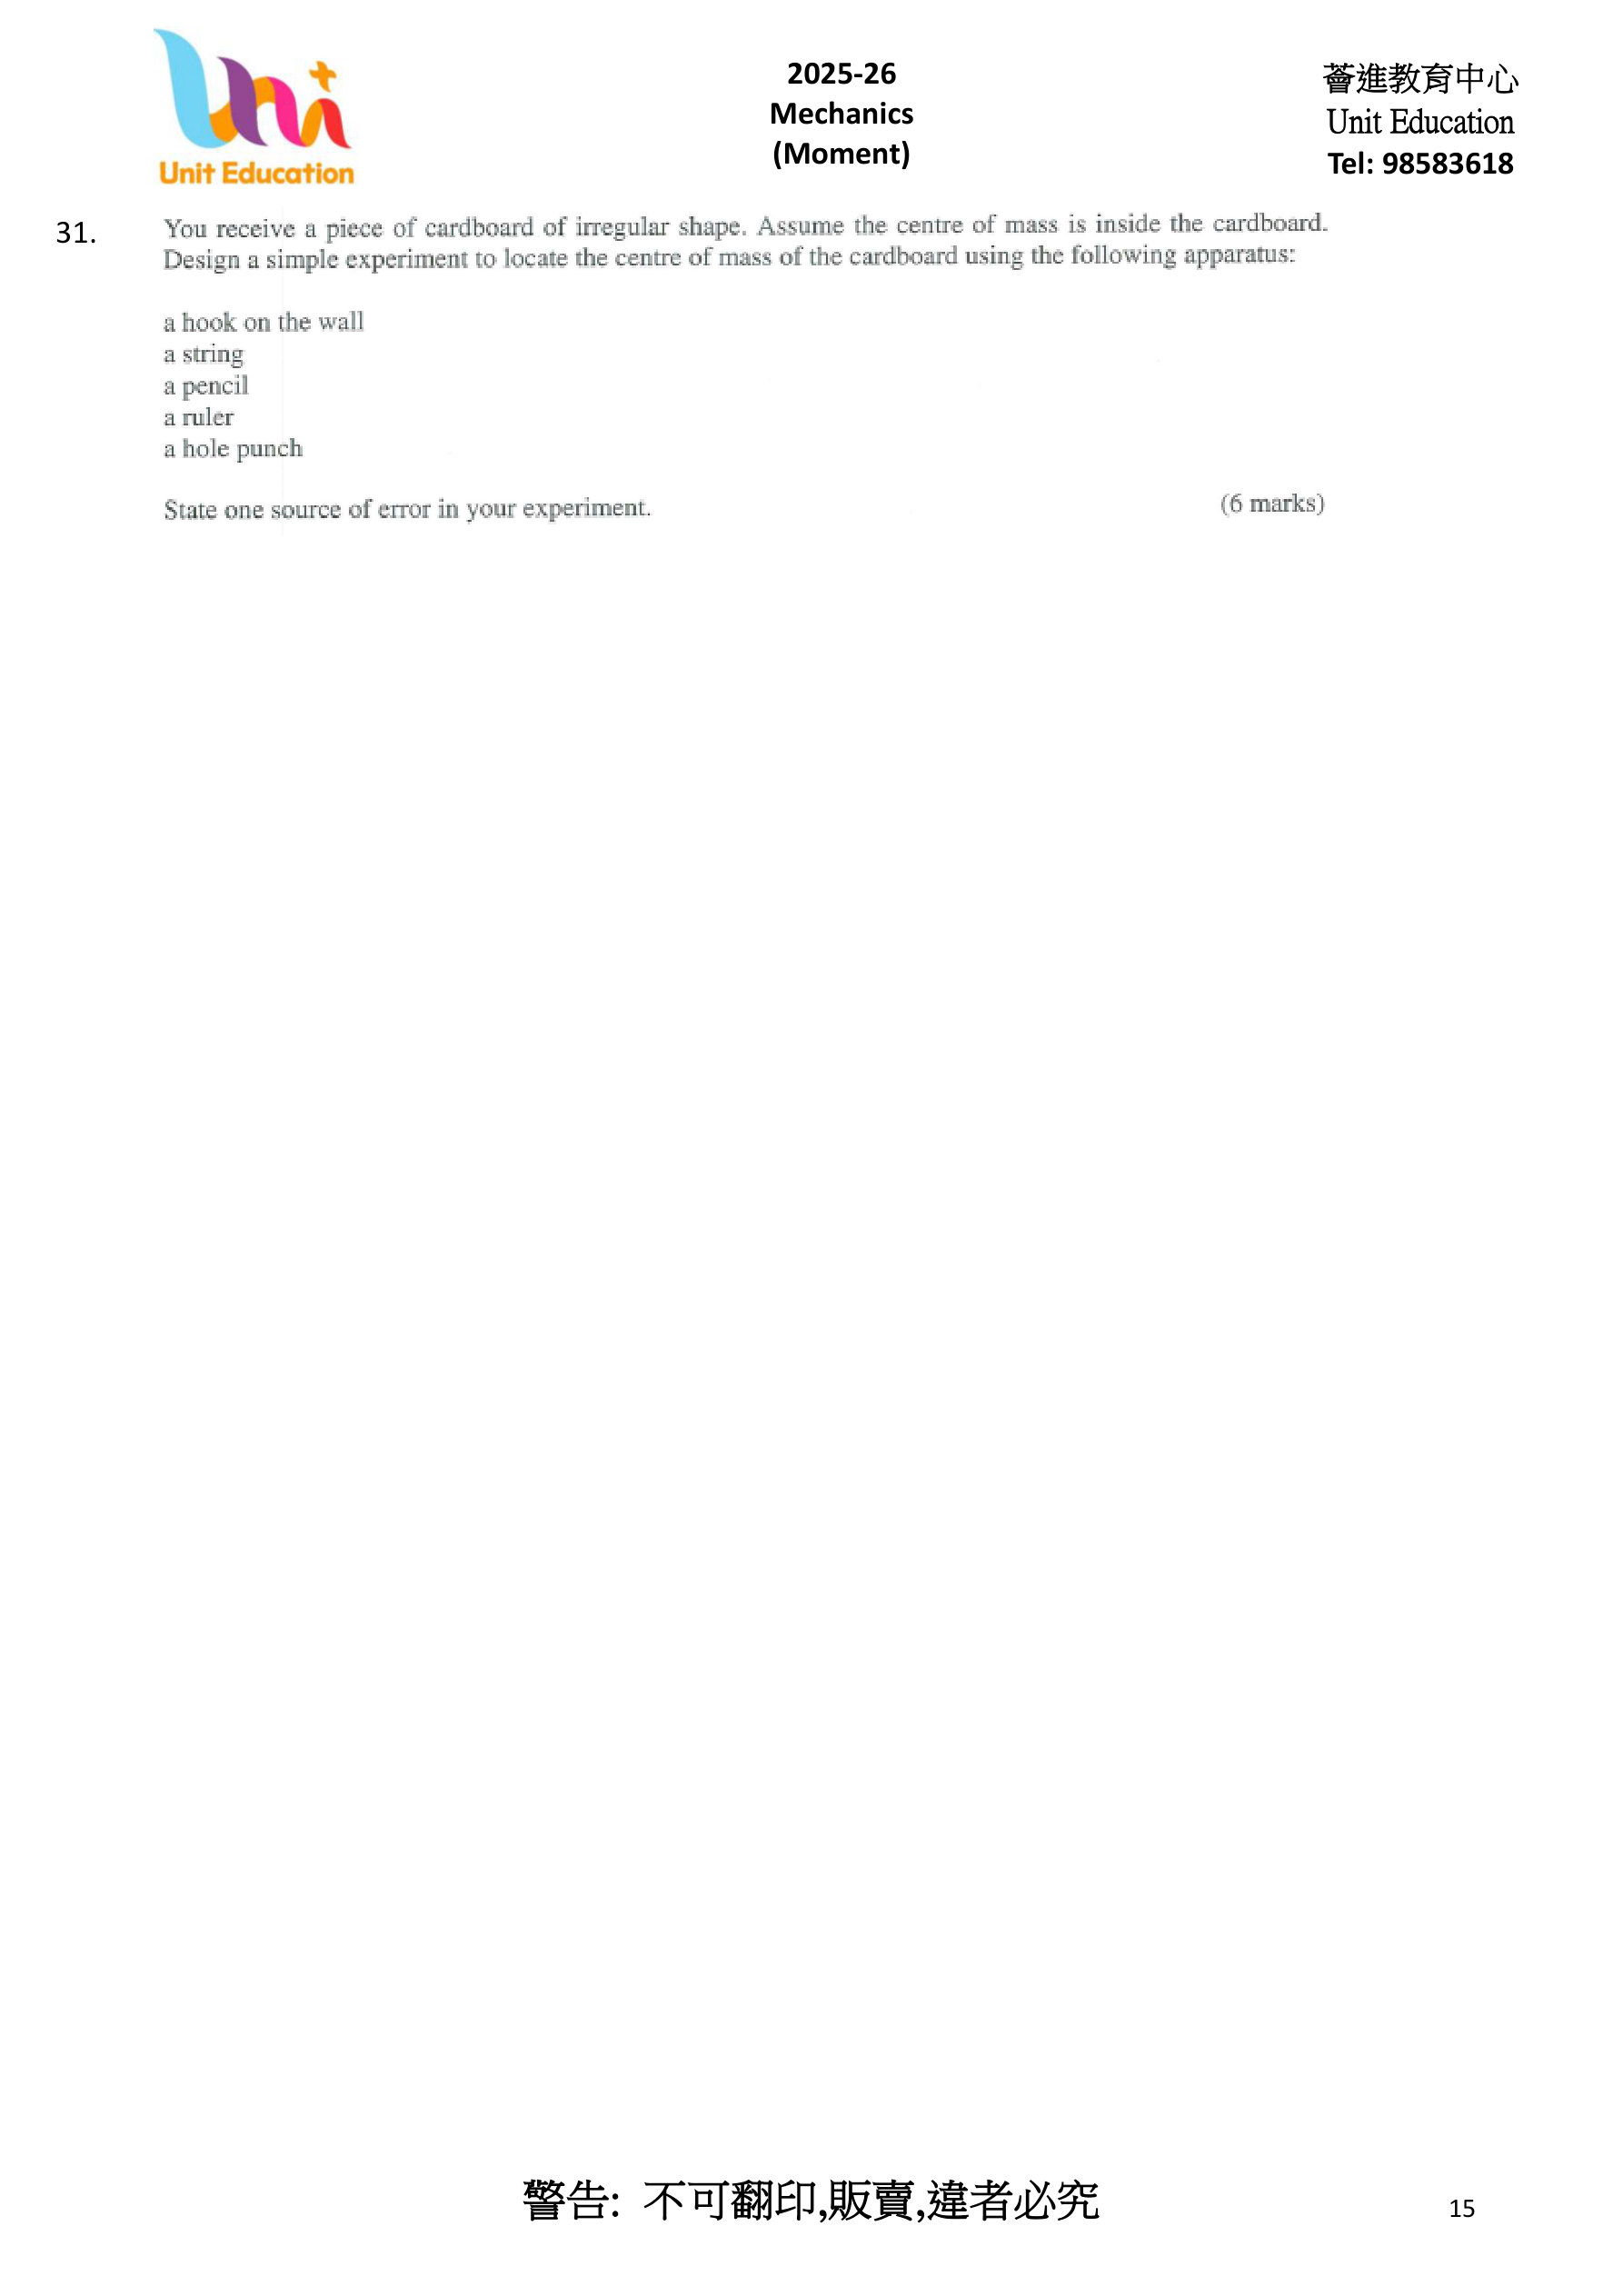 Uni
Unit Education
2025-26
Mechanics
(Moment)
薈進教育中心
Unit Education
Tel: 98583618
31.
You receive a piece of cardboard of irregular shape. Assume the centre of mass is inside the cardboard.
Design a simple experiment to locate the centre of mass of the cardboard using the following apparatus:
a hook on the wall
a string
a pencil
a ruler
a hole punch
State one source of error in your experiment.
(6 marks)
警告: 不可翻印,販賣,違者必究
15